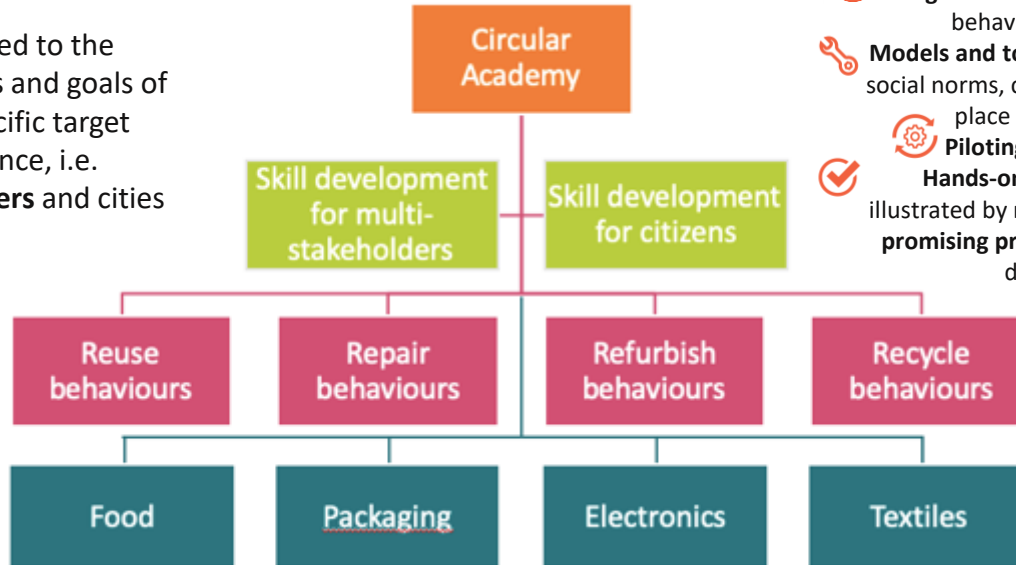 ed to the
s and goals of
cific target
nce, i.e.
ers and cities
Circular
Academy
Skill development
for multi-
stakeholders
Skill development
for citizens
behav
Models and to
social norms, c
place
Piloting
Hands-on
illustrated by r
promising pr
d
Reuse
behaviours
Repair
behaviours
Refurbish
behaviours
Recycle
behaviours
Food
Packaging
Electronics
Textiles